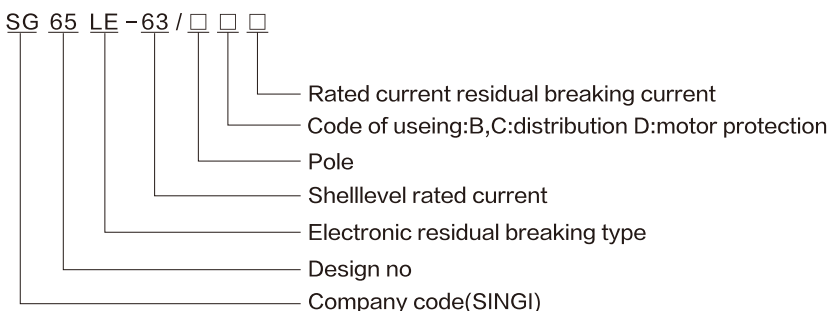 SG 65 LE-63/□ □ □
Rated current residual breaking current
Code of useing:B,C:distribution D:motor protection
Pole
Shelllevel rated current
Electronic residual breaking type
Design no
Company code(SINGI)